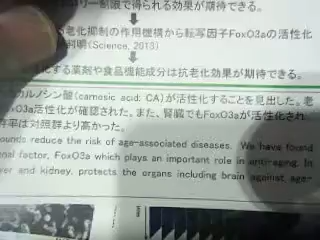 リー制限で得られる効果が期待できる。
老化抑制の作用機構から転写因子FoxO3aの活性化
判明(Science, 2013)
化する薬剤や食品機能成分は抗老化効果が期待できる。
カルノシン酸(carnosic acid; CA)が活性化することを見出した。老
O3a活性化が確認された。また、腎臓でもFoxO3aが活性化され
存率は対照群より高かった。
ounds reduce the risk of age-associated diseases. We have found
onal factor, FoxO3a which plays an important role in anti-aging. In
ver and kidney, protects the organs including brain against age-